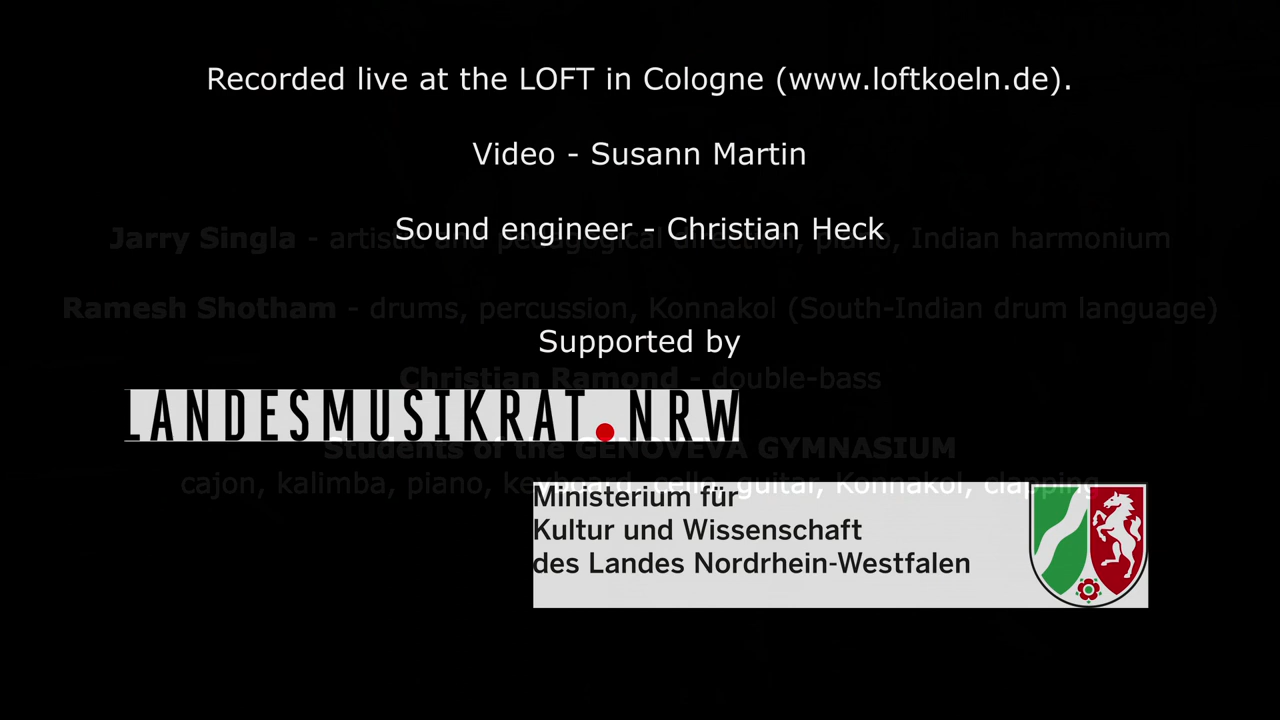 Recorded live at the LOFT in Cologne (www.loftkoeln.de).
Video - Susann Martin
Sound engineer - Christian Heck
Jarry Singla - artistic and pedagogical direction, piano, Indian harmonium
Ramesh Shotham - drums, percussion, Konnakol (South-Indian drum language)
Supported by
Christian Ramond - double-bass
LANDESMUSIKRAT.NRW
Students of the GENOVEVA GYMNASIUM
cajon, kalimba, piano, keyboard, cello, guitar, Konnakol, clapping
Ministerium für
Kultur und Wissenschaft
des Landes Nordrhein-Westfalen